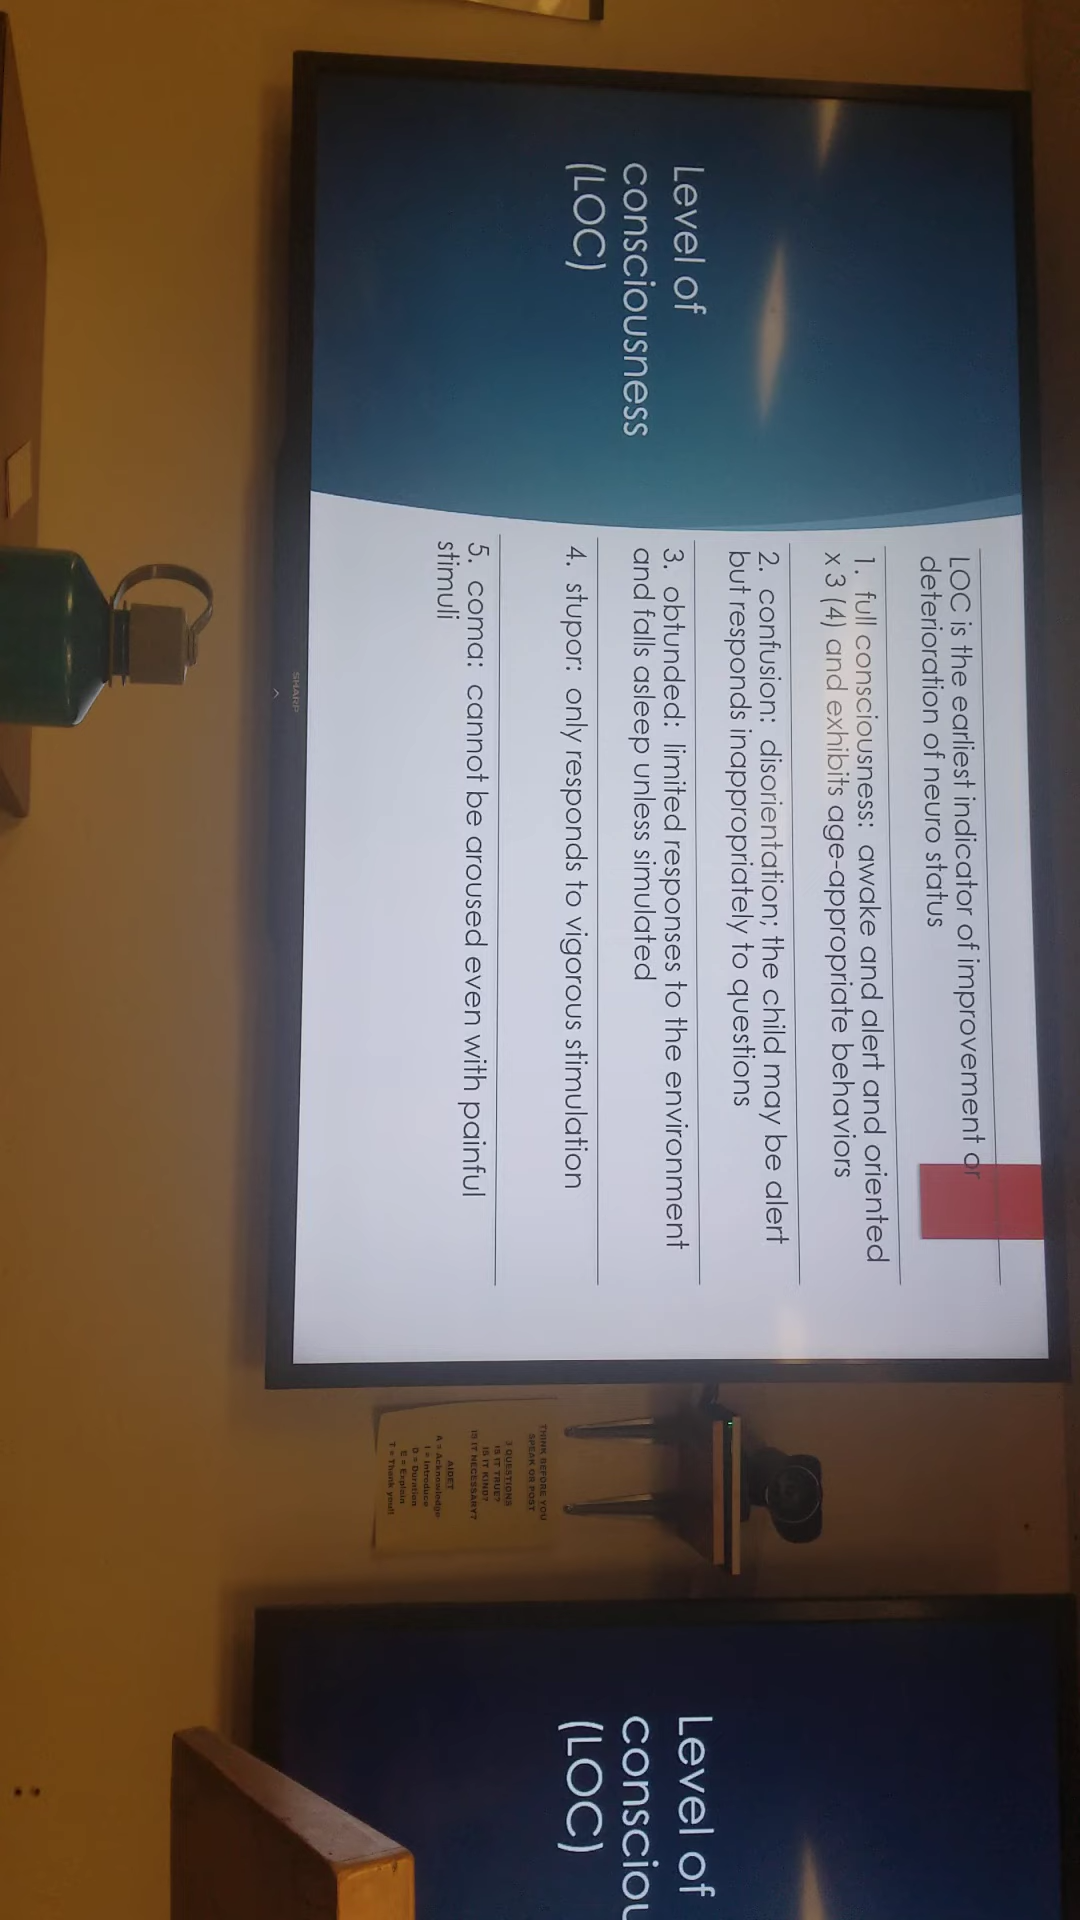 Level of
consciousness
(LOC)
LOC is the earliest indicator of improvement or
deterioration of neuro status
1. full consciousness: awake and alert and oriented
x 3 (4) and exhibits age-appropriate behaviors
2. confusion: disorientation; the child may be alert
but responds inappropriately to questions
3. obtunded: limited responses to the environment
and falls asleep unless simulated
4. stupor: only responds to vigorous stimulation
5. coma: cannot be aroused even with painful
stimuli
SHARP
THINK BEFORE YOU
SPEAK OR POST
3 QUESTIONS
IS IT TRUE?
IS IT KIND?
IS IT NECESSARY?
AIDET
A = Acknowledge
I = Introduce
D = Duration
E = Explain
T = Thank you!!
Level of
consciou
(LOC)